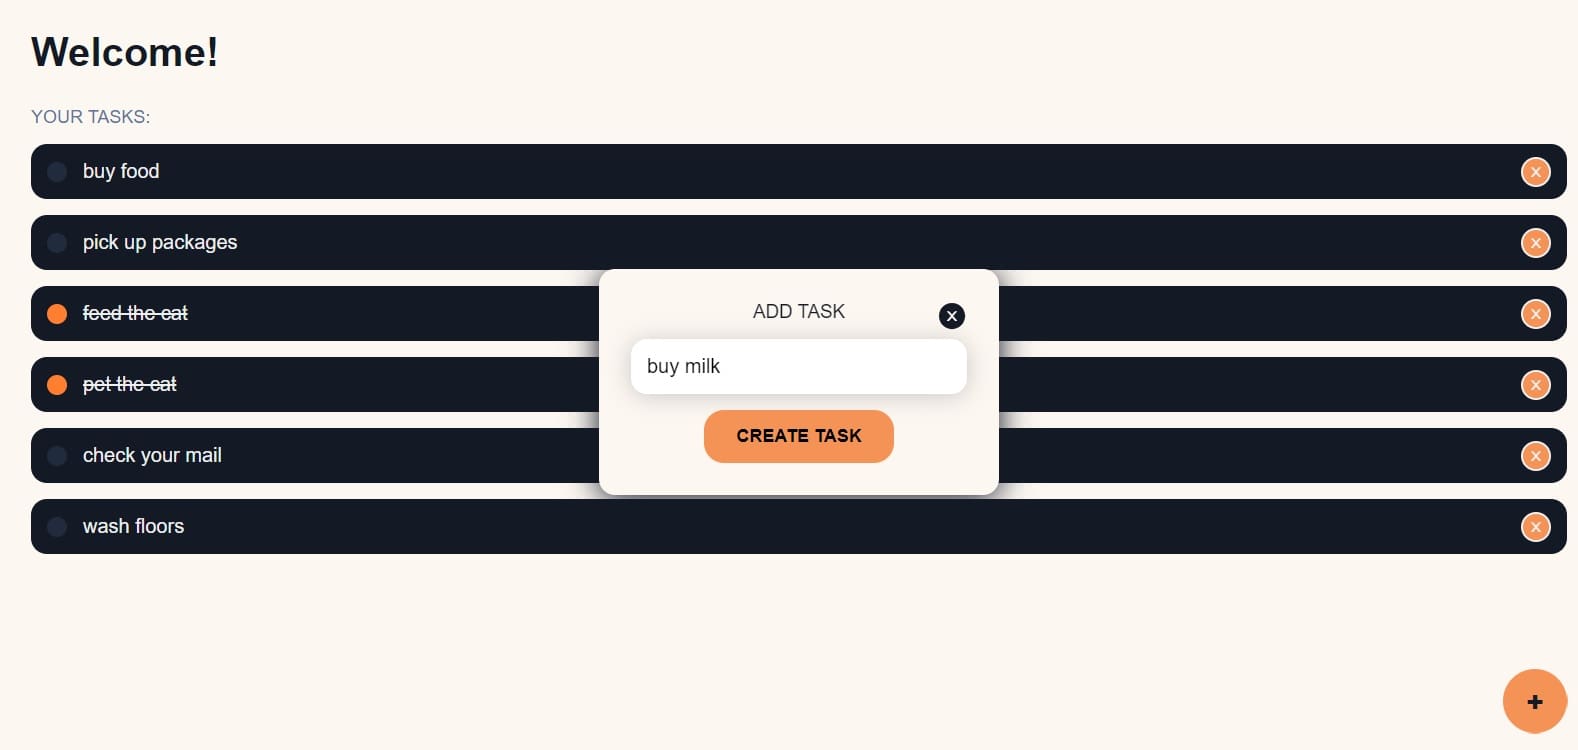 Welcome!
YOUR TASKS:
buy food X
pick up packages X
feed the cat X
pet the cat X
check your mail X
wash floors X
ADD TASK X
buy milk
CREATE TASK
+